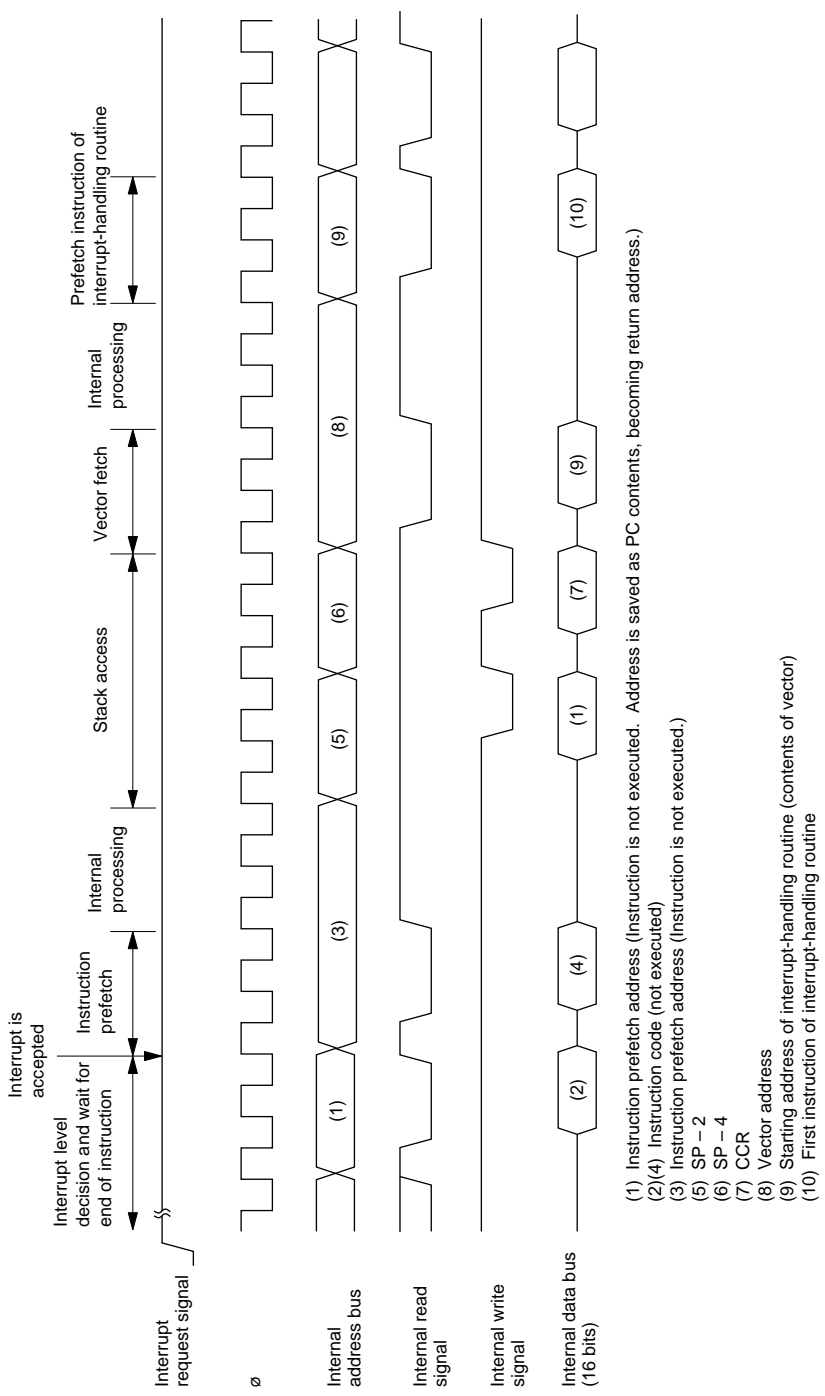 Interrupt is
accepted
Interrupt level
decision and wait for
end of instruction
Instruction
prefetch
Internal
processing
Stack access
Vector fetch
Internal
processing
Prefetch instruction of
interrupt-handling routine
Interrupt
request signal
ø
Internal
address bus
(1)
(3)
(5)
(6)
(8)
(9)
Internal read
signal
Internal write
signal
Internal data bus
(16 bits)
(2)
(4)
(1)
(7)
(9)
(10)
(1) Instruction prefetch address (Instruction is not executed. Address is saved as PC contents, becoming return address.)
(2)(4) Instruction code (not executed)
(3) Instruction prefetch address (Instruction is not executed.)
(5) SP – 2
(6) SP – 4
(7) CCR
(8) Vector address
(9) Starting address of interrupt-handling routine (contents of vector)
(10) First instruction of interrupt-handling routine